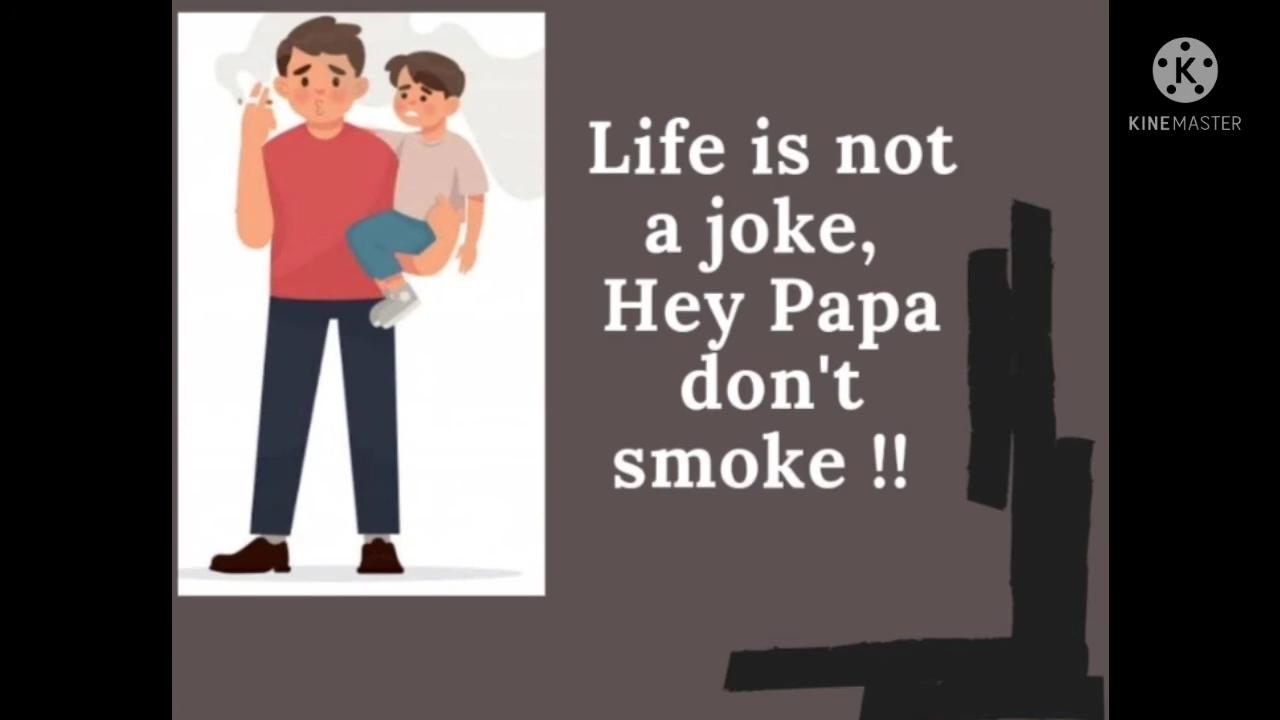 Life is not
a joke,
Hey Papa
don't
smoke !!
K
KINEMASTER